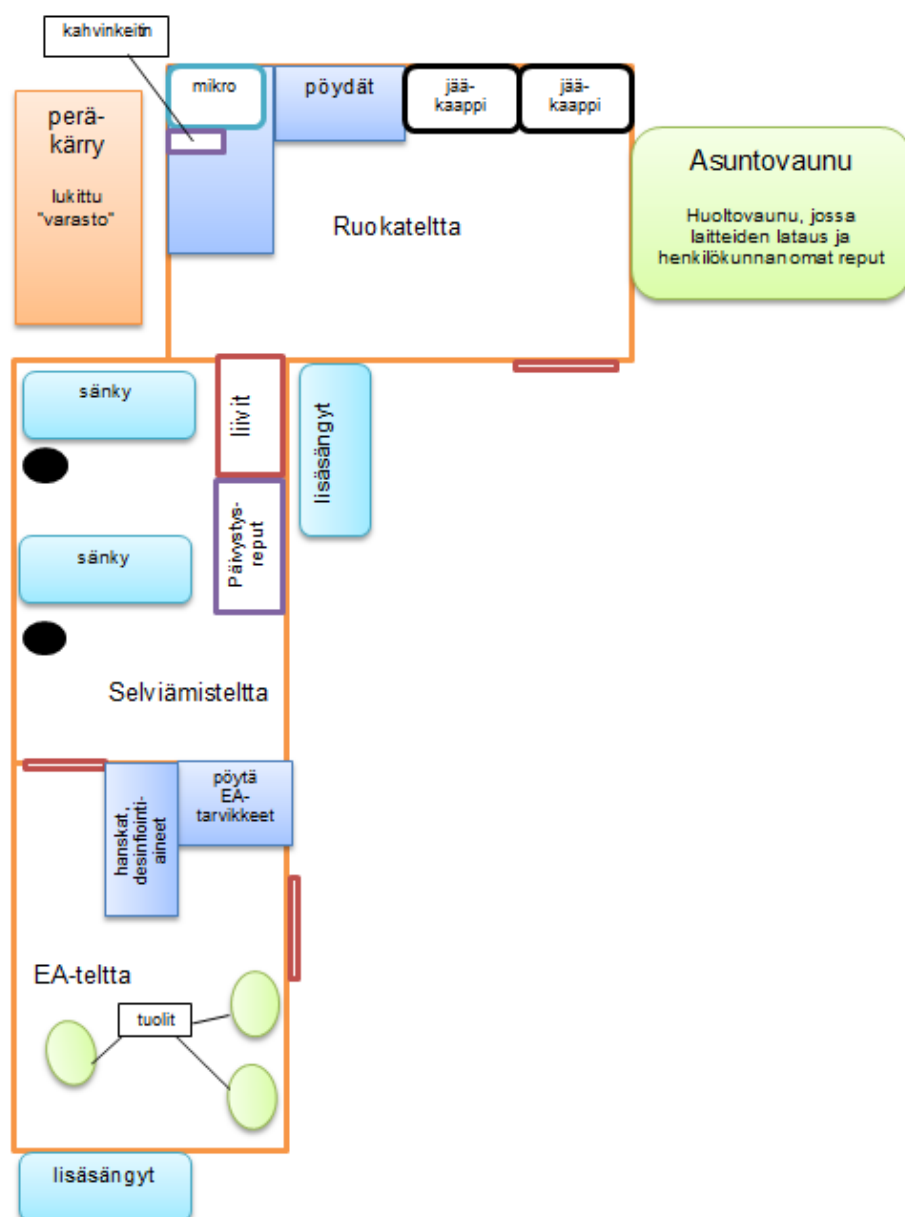 kahvinkeitin
mikro
pöydät
jää-
kaappi
jää-
kaappi
perä-
kärry
lukittu
"varasto"
Asuntovaunu
Huoltovaunu, jossa
laitteiden lataus ja
henkilökunnan omat reput
Ruokateltta
sänky
liivit
lisäsängyt
Päivystys-
reput
sänky
Selviämisteltta
hanskat,
desinfiointi-
aineet
pöytä
EA-
tarvikkeet
EA-teltta
tuolit
lisäsängyt